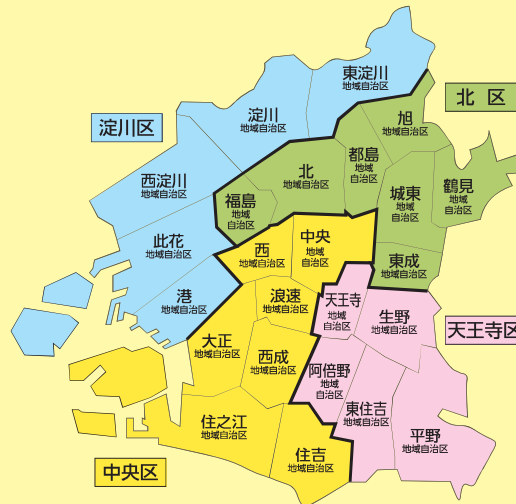 東淀川
地域自治区
淀川
地域自治区
淀川区
西淀川
地域自治区
此花
地域自治区
港
地域自治区
北区
旭
地域自治区
都島
地域
自治区
北
地域自治区
福島
地域
自治区
城東
地域
自治区
鶴見
地域
自治区
東成
地域自治区
西
地域自治区
中央
地域
自治区
浪速
地域自治区
大正
地域自治区
西成
地域自治区
住之江
地域自治区
住吉
地域自治区
中央区
天王寺
地域
自治区
生野
地域自治区
天王寺区
阿倍野
地域
自治区
東住吉
地域自治区
平野
地域自治区